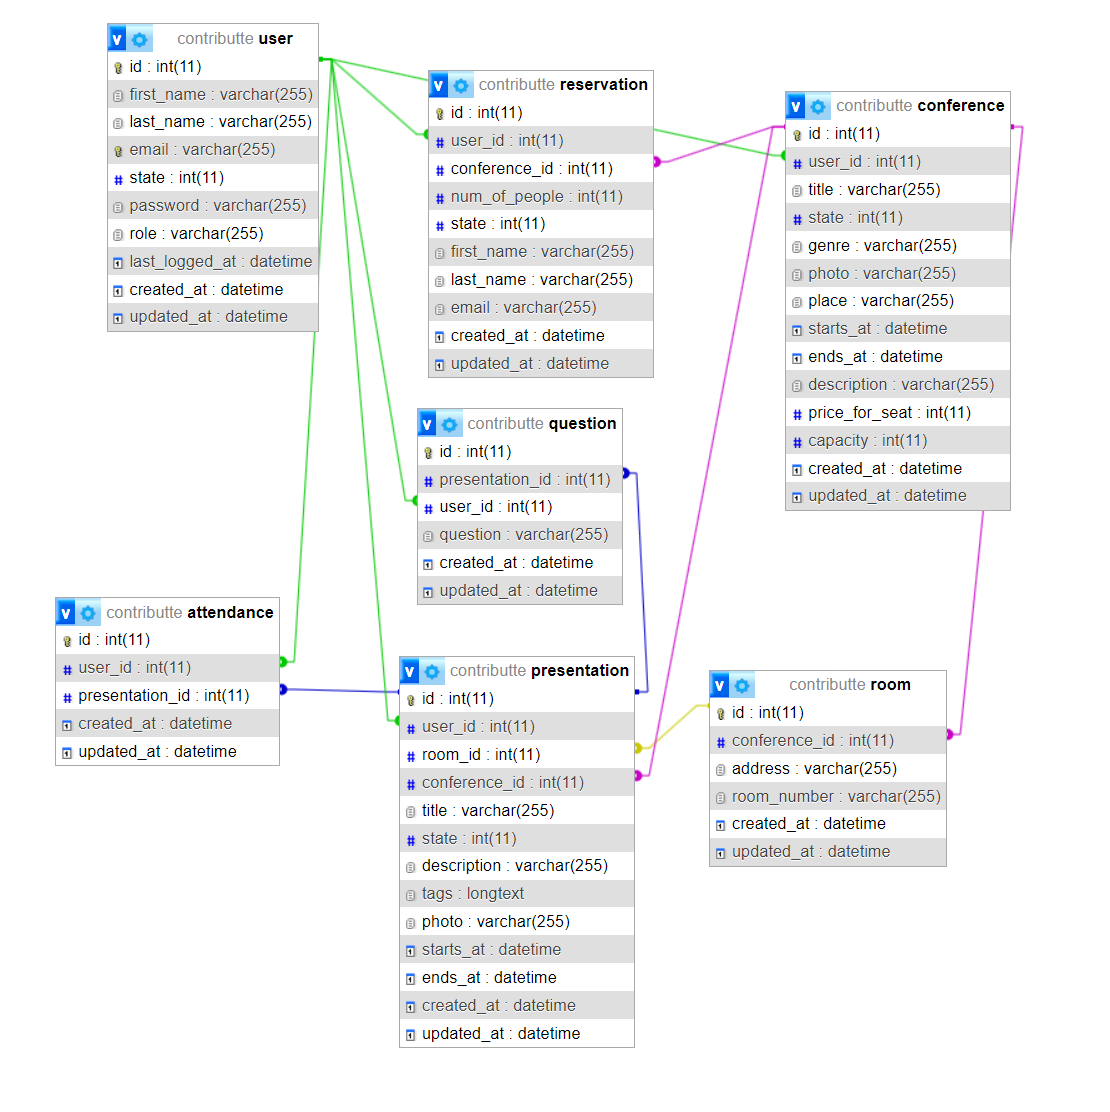 v contributte user
id : int(11)
first_name : varchar(255)
last_name : varchar(255)
email : varchar(255)
# state : int(11)
password : varchar(255)
role : varchar(255)
last_logged_at : datetime
created_at : datetime
updated_at : datetime
v contributte reservation
id : int(11)
# user_id : int(11)
# conference_id : int(11)
# num_of_people : int(11)
# state : int(11)
first_name : varchar(255)
last_name : varchar(255)
email : varchar(255)
created_at : datetime
updated_at : datetime
v contributte conference
id : int(11)
# user_id : int(11)
title : varchar(255)
# state : int(11)
genre : varchar(255)
photo : varchar(255)
place : varchar(255)
starts_at : datetime
ends_at : datetime
description : varchar(255)
# price_for_seat : int(11)
# capacity : int(11)
created_at : datetime
updated_at : datetime
v contributte question
id : int(11)
# presentation_id : int(11)
# user_id : int(11)
question : varchar(255)
created_at : datetime
updated_at : datetime
v contributte attendance
id : int(11)
# user_id : int(11)
# presentation_id : int(11)
created_at : datetime
updated_at : datetime
v contributte presentation
id : int(11)
# user_id : int(11)
# room_id : int(11)
# conference_id : int(11)
title : varchar(255)
# state : int(11)
description : varchar(255)
tags : longtext
photo : varchar(255)
starts_at : datetime
ends_at : datetime
created_at : datetime
updated_at : datetime
v contributte room
id : int(11)
# conference_id : int(11)
address : varchar(255)
room_number : varchar(255)
created_at : datetime
updated_at : datetime